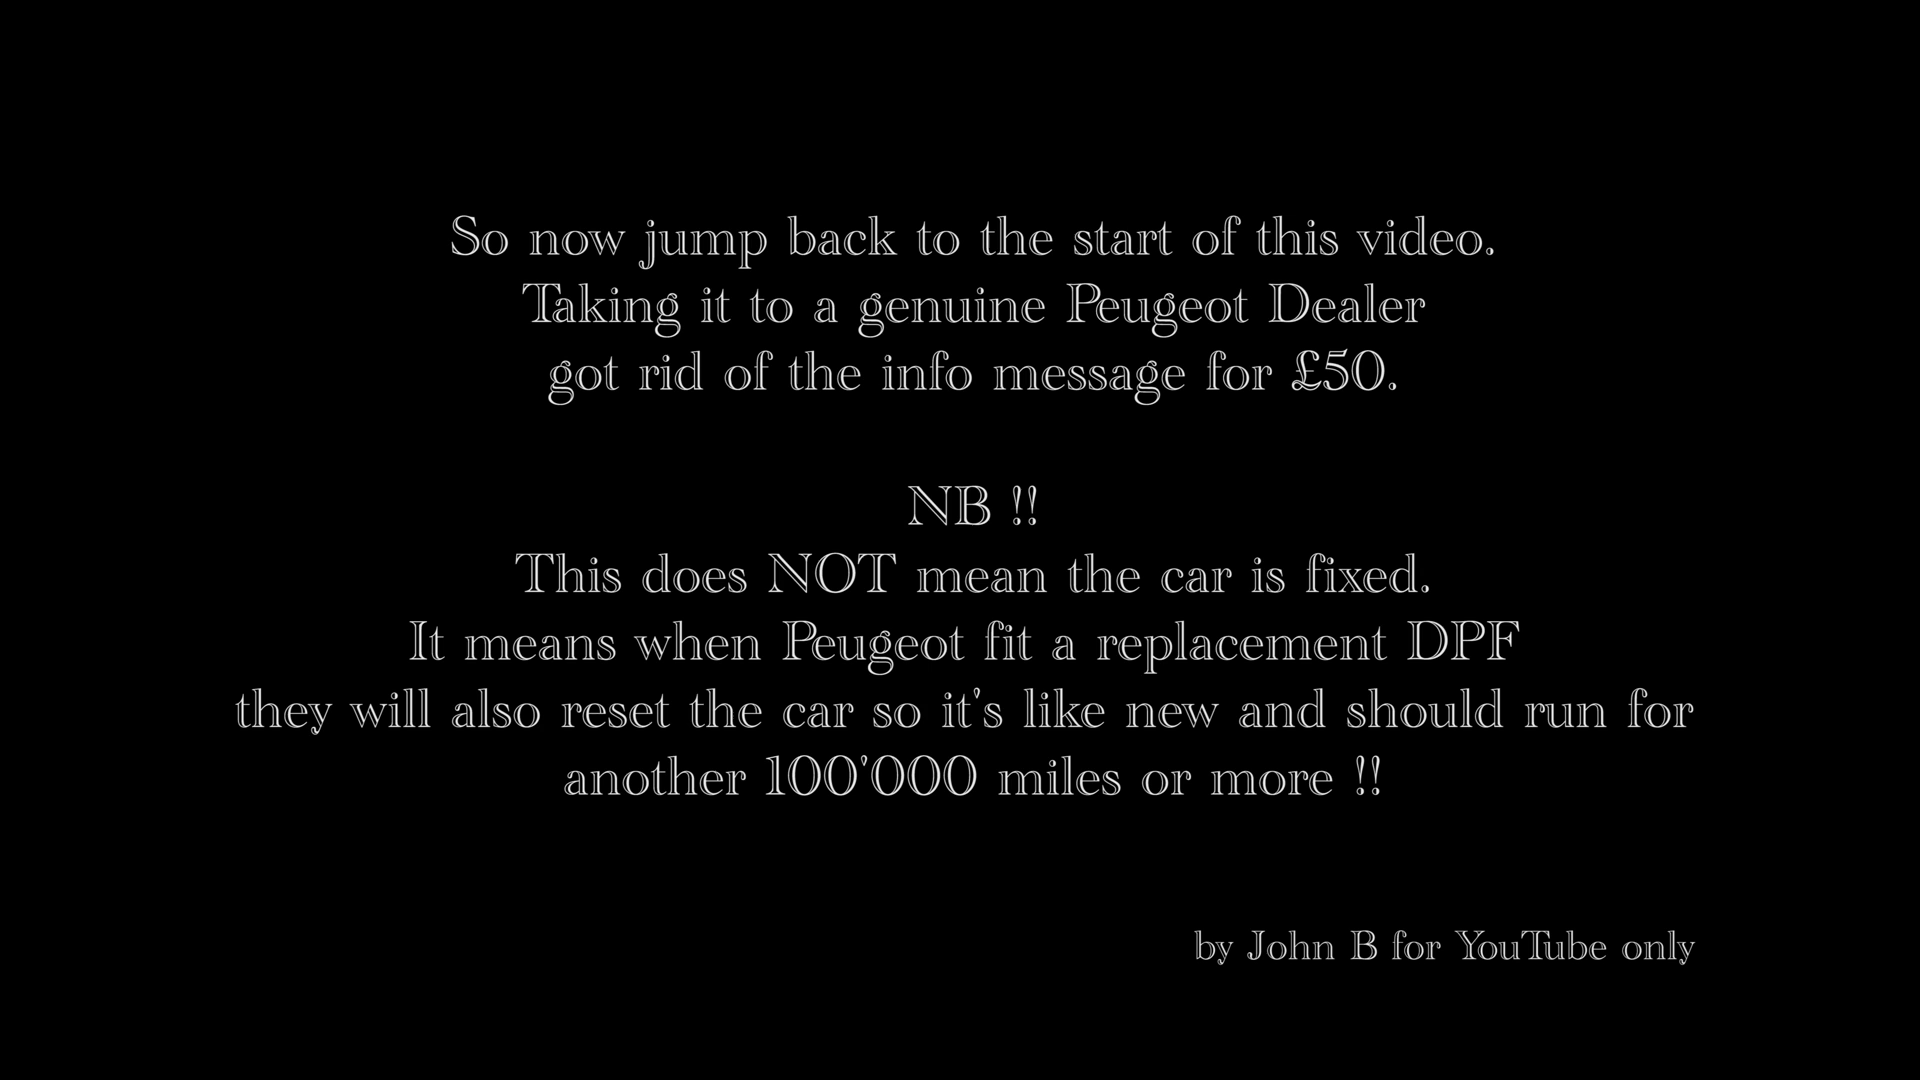 So now jump back to the start of this video.
Taking it to a genuine Peugeot Dealer
got rid of the info message for £50.
NB !!
This does NOT mean the car is fixed.
It means when Peugeot fit a replacement DPF
they will also reset the car so it's like new and should run for
another 100'000 miles or more !!
by John B for YouTube only